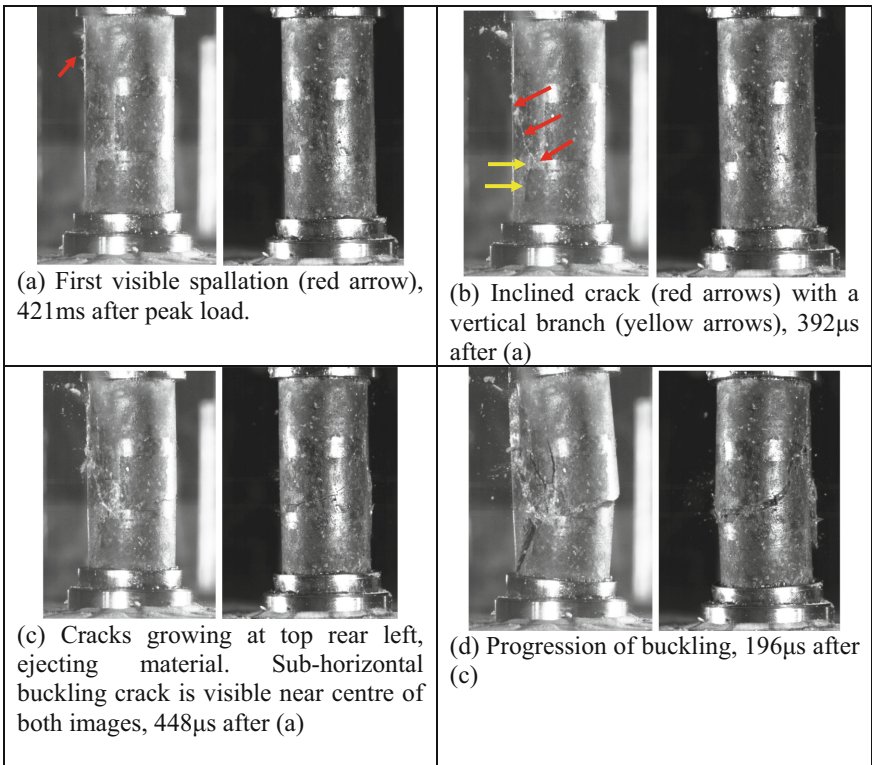 (a) First visible spallation (red arrow),
421ms after peak load.
(b) Inclined crack (red arrows) with a
vertical branch (yellow arrows), 392μs
after (a)
(c) Cracks growing at top rear left,
ejecting material. Sub-horizontal
buckling crack is visible near centre of
both images, 448μs after (a)
(d) Progression of buckling, 196μs after
(c)